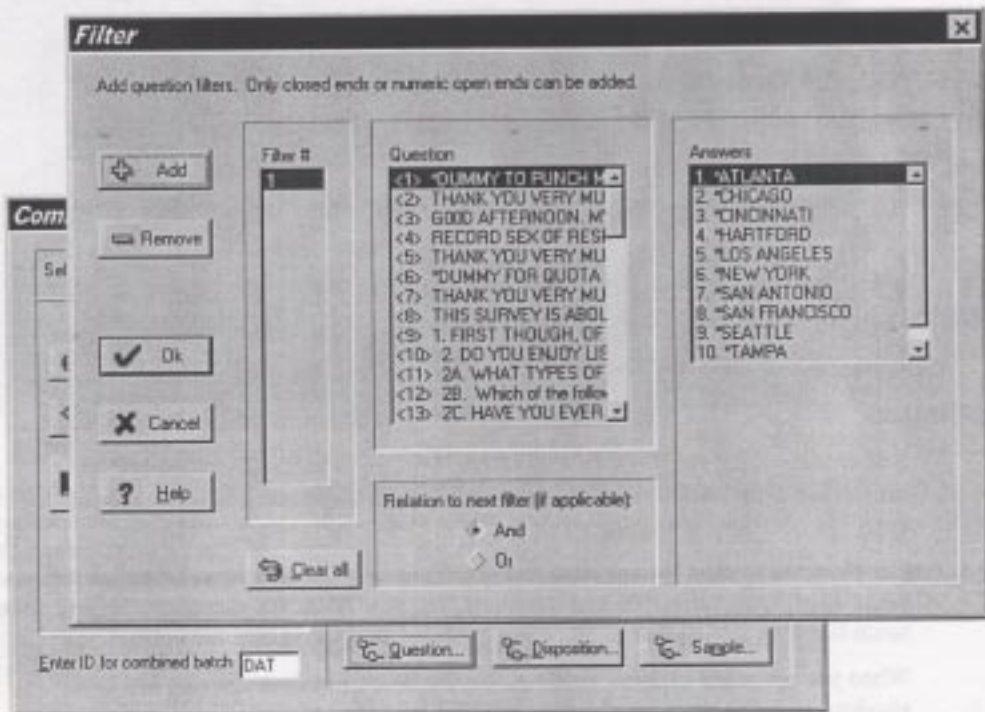 Filter
Add question filters. Only closed ends or numeric open ends can be added.
Add
Remove
Ok
Cancel
Help
Filter #
1
Clear all
Question
<1> *DUMMY TO PUNCH M
<2> THANK YOU VERY MU
<3> GOOD AFTERNOON. M
<4> RECORD SEX OF RESP
<5> THANK YOU VERY MU
<6> *DUMMY FOR QUOTA
<7> THANK YOU VERY MU
<8> THIS SURVEY IS ABOU
<9> 1. FIRST THOUGH, OF
<10> 2. DO YOU ENJOY LIS
<11> 2A. WHAT TYPES OF
<12> 2B. Which of the follow
<13> 2C. HAVE YOU EVER
Relation to next filter (if applicable):
And
Or
Answers
1. *ATLANTA
2. *CHICAGO
3. *CINCINNATI
4. *HARTFORD
5. *LOS ANGELES
6. *NEW YORK
7. *SAN ANTONIO
8. *SAN FRANCISCO
9. *SEATTLE
10. *TAMPA
Com
Sel
Enter ID for combined batch: DAT
Question...
Disposition...
Sample...